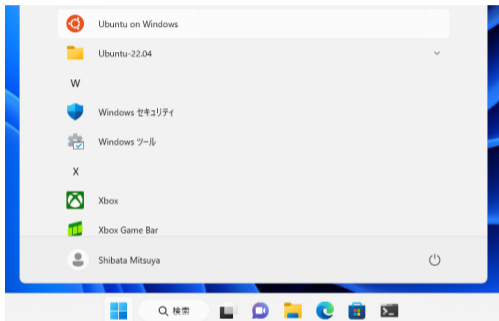 Ubuntu on Windows
Ubuntu-22.04
W
Windows セキュリティ
Windows ツール
X
Xbox
Xbox Game Bar
Shibata Mitsuya
検索